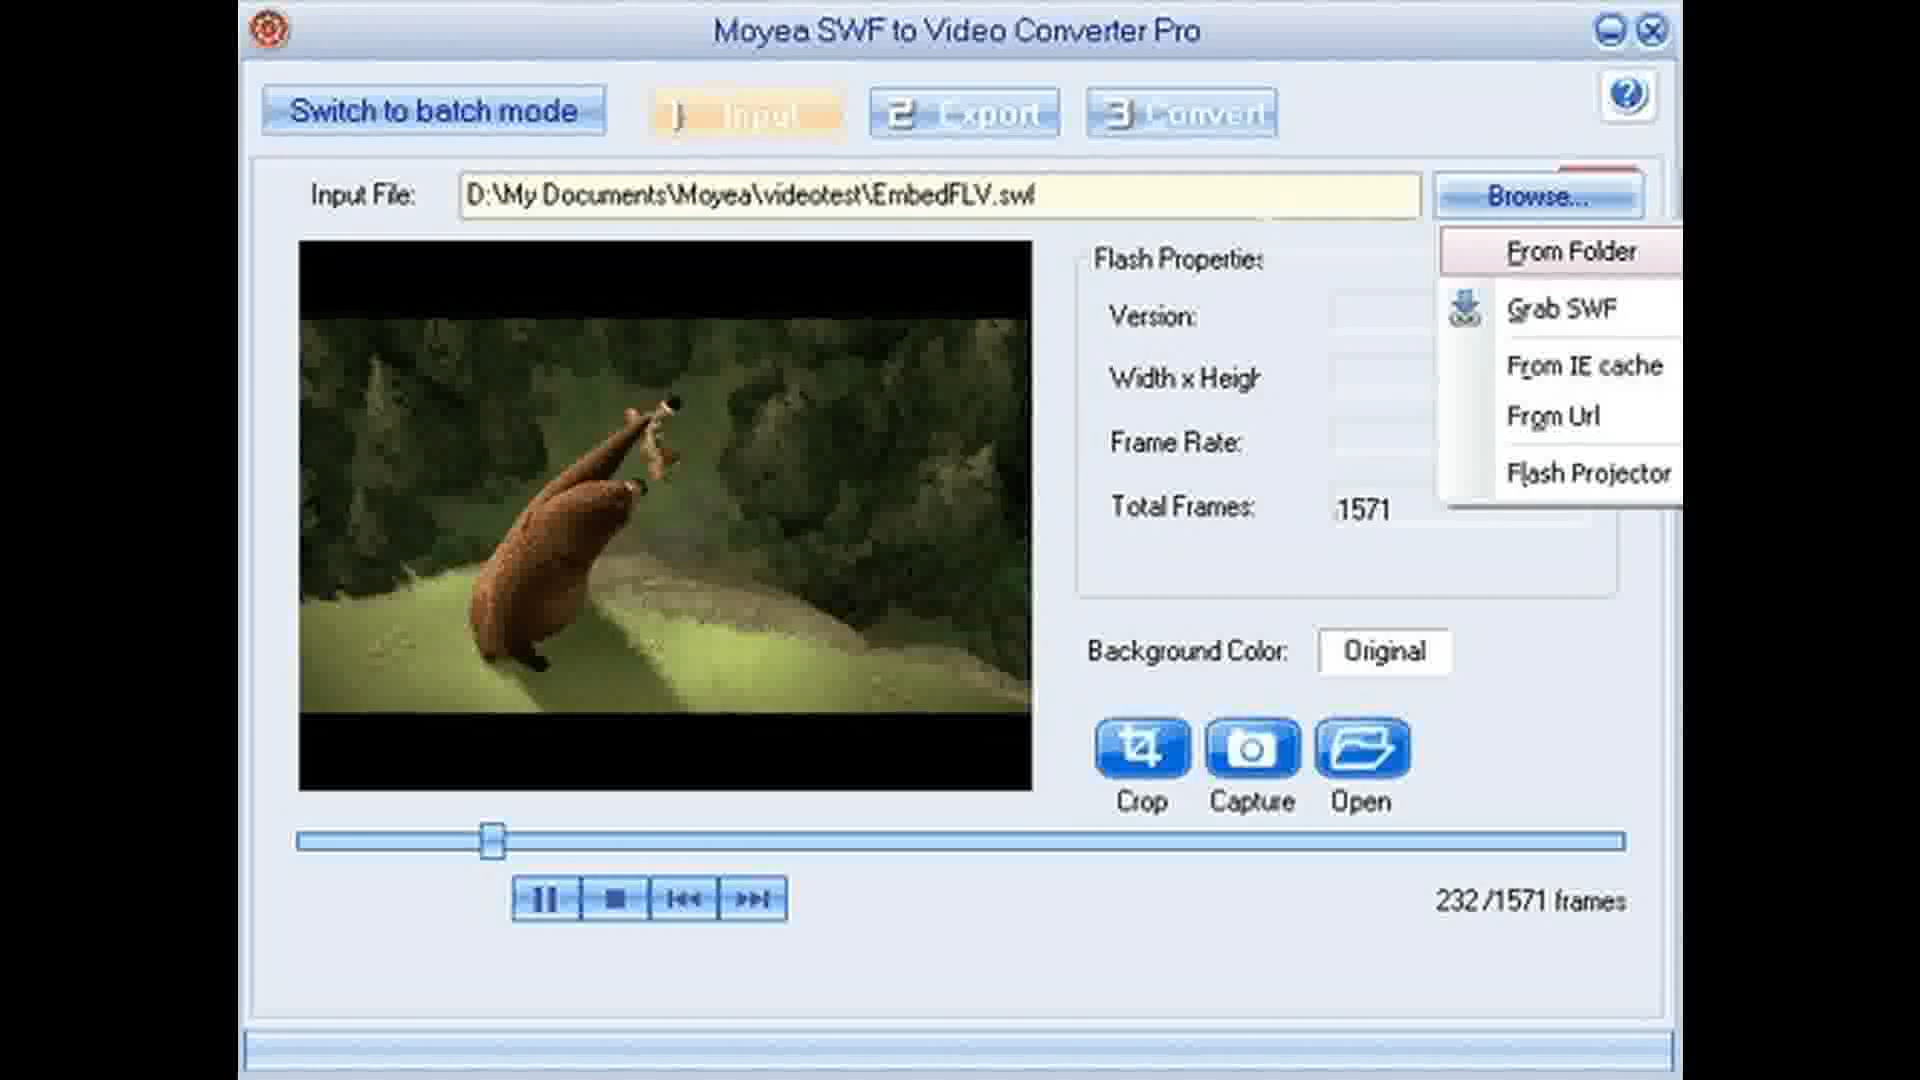 Moyea SWF to Video Converter Pro
Switch to batch mode
1 Input
2 Export
3 Convert
Input File:
D:\My Documents\Moyea\videotest\EmbedFLV.swf
Browse...
From Folder
Grab SWF
From IE cache
From Url
Flash Projector
Flash Properties
Version:
Width x Heigh
Frame Rate:
Total Frames:
1571
Background Color:
Original
Crop
Capture
Open
232/1571 frames